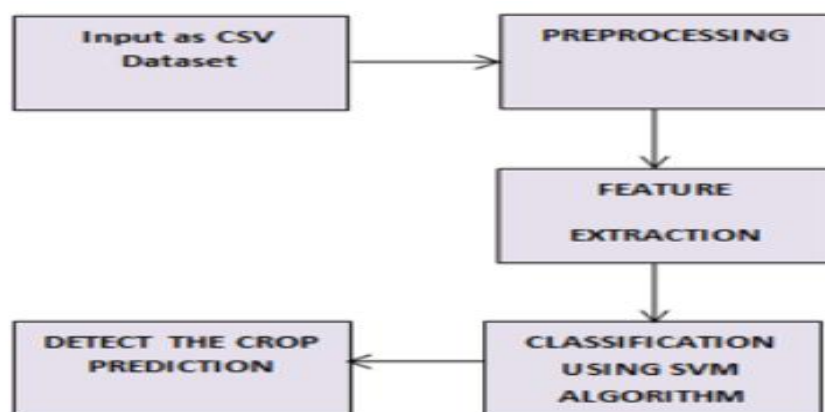 Input as CSV
Dataset
PREPROCESSING
FEATURE
EXTRACTION
CLASSIFICATION
USING SVM
ALGORITHM
DETECT THE CROP
PREDICTION